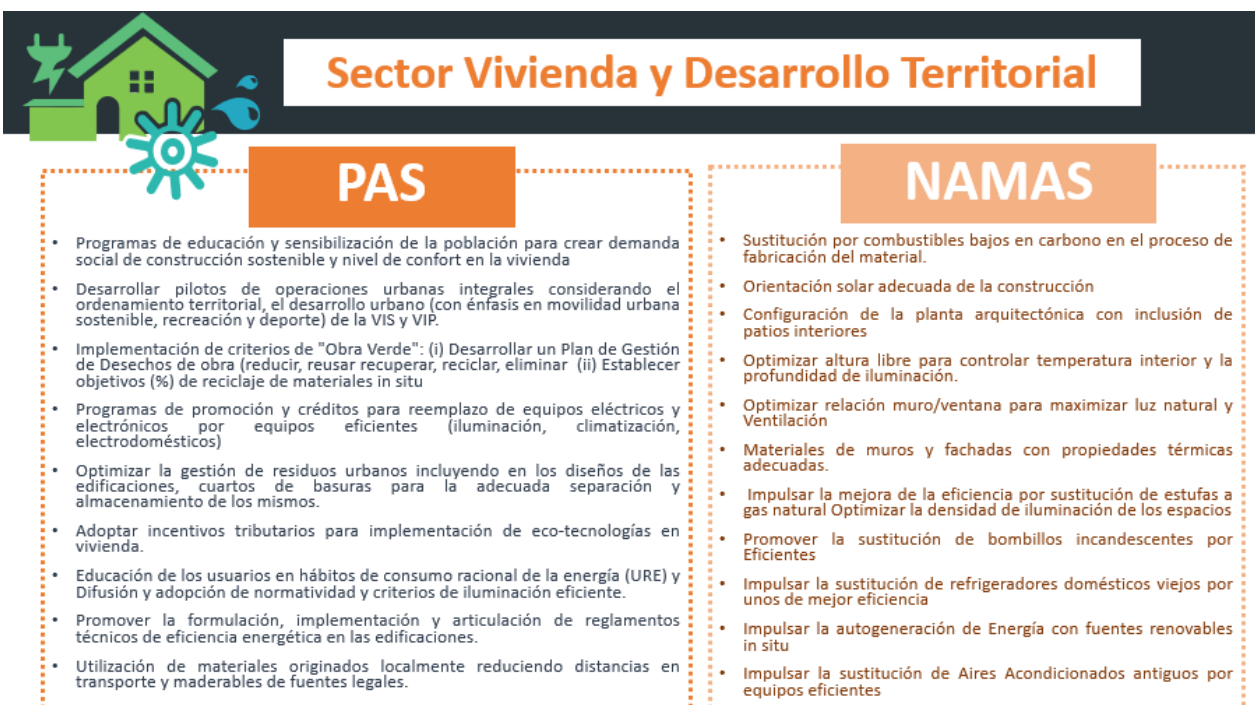 Sector Vivienda y Desarrollo Territorial
PAS
• Programas de educación y sensibilización de la población para crear demanda
social de construcción sostenible y nivel de confort en la vivienda
• Desarrollar pilotos de operaciones urbanas integrales considerando el
ordenamiento territorial, el desarrollo urbano (con énfasis en movilidad urbana
sostenible, recreación y deporte) de la VIS y VIP.
• Implementación de criterios de "Obra Verde": (i) Desarrollar un Plan de Gestión
de Desechos de obra (reducir, reusar recuperar, reciclar, eliminar (ii) Establecer
objetivos (%) de reciclaje de materiales in situ
• Programas de promoción y créditos para reemplazo de equipos eléctricos y
electrónicos por equipos eficientes (iluminación, climatización,
electrodomésticos)
• Optimizar la gestión de residuos urbanos incluyendo en los diseños de las
edificaciones, cuartos de basuras para la adecuada separación y
almacenamiento de los mismos.
• Adoptar incentivos tributarios para implementación de eco-tecnologías en
vivienda.
• Educación de los usuarios en hábitos de consumo racional de la energía (URE) y
Difusión y adopción de normatividad y criterios de iluminación eficiente.
• Promover la formulación, implementación y articulación de reglamentos
técnicos de eficiencia energética en las edificaciones.
• Utilización de materiales originados localmente reduciendo distancias en
transporte y maderables de fuentes legales.
NAMAS
• Sustitución por combustibles bajos en carbono en el proceso de
fabricación del material.
• Orientación solar adecuada de la construcción
• Configuración de la planta arquitectónica con inclusión de
patios interiores
• Optimizar altura libre para controlar temperatura interior y la
profundidad de iluminación.
• Optimizar relación muro/ventana para maximizar luz natural y
Ventilación
• Materiales de muros y fachadas con propiedades térmicas
adecuadas.
• Impulsar la mejora de la eficiencia por sustitución de estufas a
gas natural Optimizar la densidad de iluminación de los espacios
• Promover la sustitución de bombillos incandescentes por
Eficientes
• Impulsar la sustitución de refrigeradores domésticos viejos por
unos de mejor eficiencia
• Impulsar la autogeneración de Energía con fuentes renovables
in situ
• Impulsar la sustitución de Aires Acondicionados antiguos por
equipos eficientes